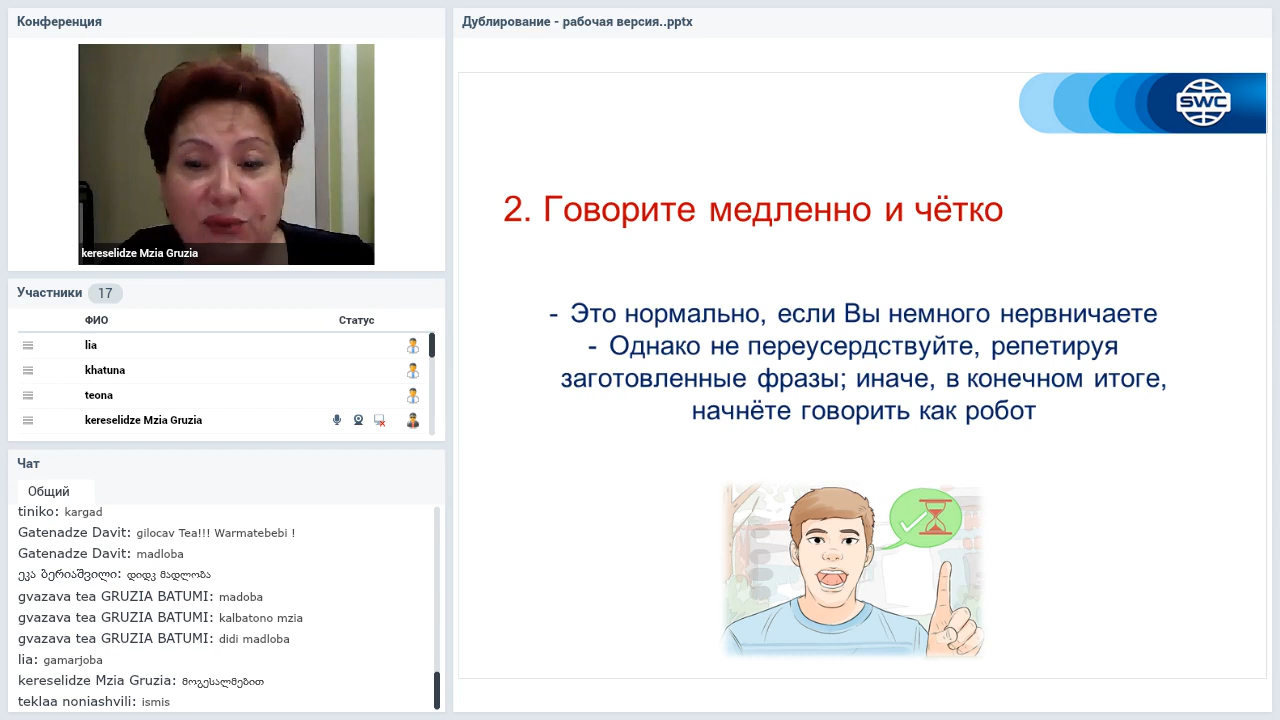 Конференция
kereselidze Mzia Gruzia
Участники 17
ФИО Статус
lia
khatuna
teona
kereselidze Mzia Gruzia
Чат
Общий
tiniko: kargad
Gatenadze Davit: gilocav Tea!!! Warmatebebi !
Gatenadze Davit: madloba
ეკა ბერიაშვილი: დიდკ მადლობა
gvazava tea GRUZIA BATUMI: madoba
gvazava tea GRUZIA BATUMI: kalbatono mzia
gvazava tea GRUZIA BATUMI: didi madloba
lia: gamarjoba
kereselidze Mzia Gruzia: მოგესალმებით
teklaa noniashvili: ismis
Дублирование - рабочая версия..pptx
SWC
2. Говорите медленно и чётко
- Это нормально, если Вы немного нервничаете
- Однако не переусердствуйте, репетируя
заготовленные фразы; иначе, в конечном итоге,
начнёте говорить как робот